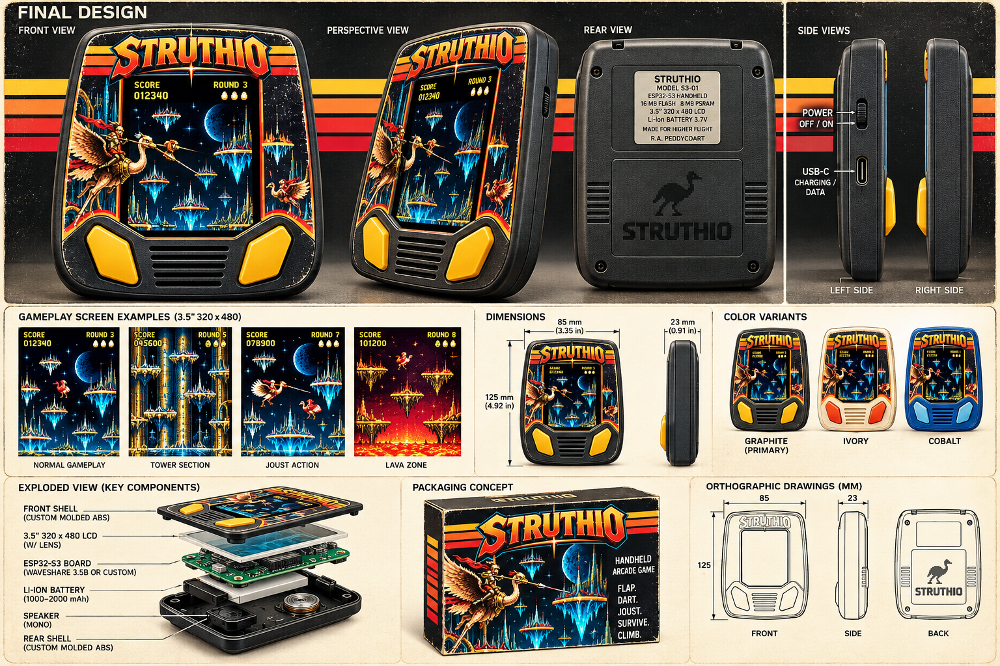 FINAL DESIGN
FRONT VIEW
STRUTHIO
SCORE
012340
ROUND 3
PERSPECTIVE VIEW
STRUTHIO
SCORE
012340
ROUND 3
REAR VIEW
STRUTHIO
MODEL S3-01
ESP32-S3 HANDHELD
16 MB FLASH 8 MB PSRAM
3.5" 320 x 480 LCD
Li-ion BATTERY 3.7V
MADE FOR HIGHER FLIGHT
R.A. PEDDYCOART
STRUTHIO
SIDE VIEWS
POWER
OFF / ON
USB-C
CHARGING /
DATA
LEFT SIDE
RIGHT SIDE
GAMEPLAY SCREEN EXAMPLES (3.5" 320 x 480)
SCORE
012340
ROUND 3
NORMAL GAMEPLAY
SCORE
045600
ROUND 5
TOWER SECTION
SCORE
078900
ROUND 7
JOUST ACTION
SCORE
101200
ROUND 8
LAVA ZONE
DIMENSIONS
85 mm
(3.35 in)
23 mm
(0.91 in)
125 mm
(4.92 in)
STRUTHIO
SCORE
012340
ROUND 3
COLOR VARIANTS
STRUTHIO
STRUTHIO
STRUTHIO
GRAPHITE
(PRIMARY)
IVORY
COBALT
EXPLODED VIEW (KEY COMPONENTS)
FRONT SHELL
(CUSTOM MOLDED ABS)
3.5" 320 x 480 LCD
(W/ LENS)
ESP32-S3 BOARD
(WAVESHARE 3.5B OR CUSTOM)
LI-ION BATTERY
(1000–2000 mAh)
SPEAKER
(MONO)
REAR SHELL
(CUSTOM MOLDED ABS)
STRUTHIO
PACKAGING CONCEPT
STRUTHIO
STRUTHIO
HANDHELD
ARCADE GAME
FLAP.
DART.
JOUST.
SURVIVE.
CLIMB.
ORTHOGRAPHIC DRAWINGS (MM)
85
23
125
STRUTHIO
STRUTHIO
FRONT
SIDE
BACK